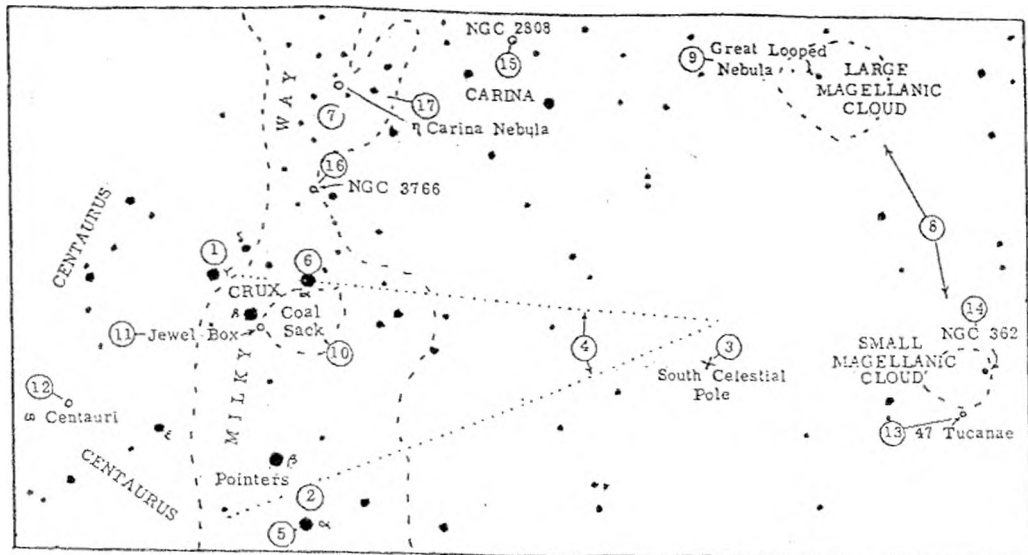 NGC 2808
15
CARINA
9
Great Looped
Nebula
LARGE
MAGELLANIC
CLOUD
WAY
7
17
η Carina Nebula
16
NGC 3766
8
CENTAURUS
1
γ
δ
6
CRUX
α
β
Coal
Sack
11
Jewel Box
10
4
3
South Celestial
Pole
14
NGC 362
SMALL
MAGELLANIC
CLOUD
12
ω Centauri
MILKY
13
47 Tucanae
ε
CENTAURUS
β
Pointers
2
5
α